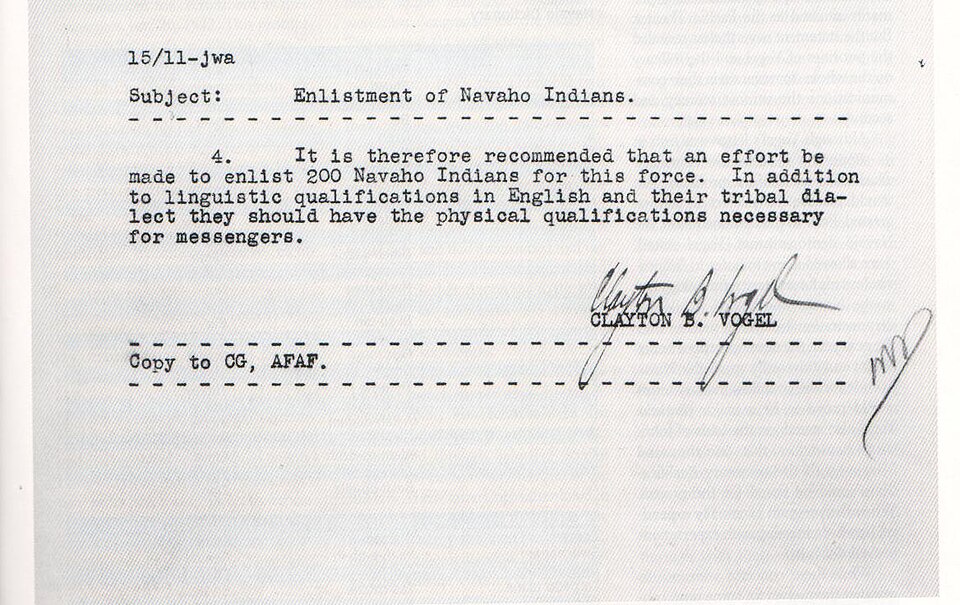 15/11-jwa
Subject: Enlistment of Navaho Indians.
4. It is therefore recommended that an effort be
made to enlist 200 Navaho Indians for this force. In addition
to linguistic qualifications in English and their tribal dia-
lect they should have the physical qualifications necessary
for messengers.
Clayton B. Vogel
CLAYTON B. VOGEL
Copy to CG, AFAF.